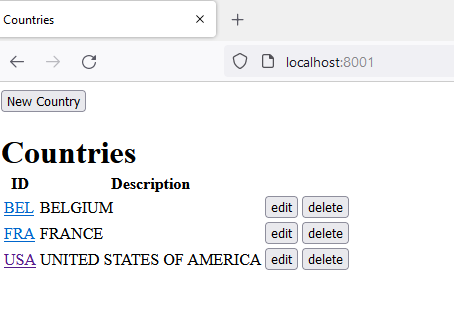 Countries
localhost:8001
New Country
Countries
ID Description
BEL BELGIUM edit delete
FRA FRANCE edit delete
USA UNITED STATES OF AMERICA edit delete